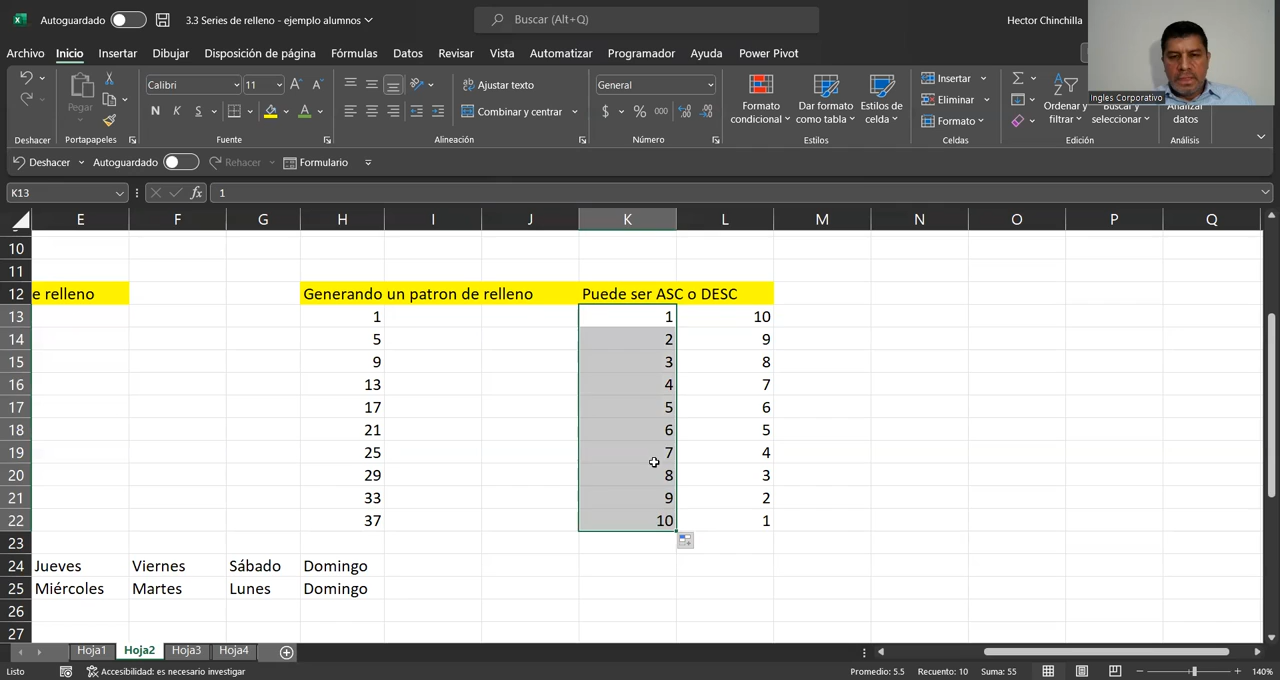 Autoguardado 3.3 Series de relleno - ejemplo alumnos Buscar (Alt+Q) Hector Chinchilla
Archivo Inicio Insertar Dibujar Disposición de página Fórmulas Datos Revisar Vista Automatizar Programador Ayuda Power Pivot
Pegar Calibri 11 Ajustar texto General Formato condicional Dar formato como tabla Estilos de celda Insertar Ordenar y filtrar
N K S Combinar y centrar $ % 000 Eliminar Formato seleccionar datos
Ingles Corporativo
Deshacer Portapapeles Fuente Alineación Número Estilos Celdas Edición Análisis
Deshacer Autoguardado Rehacer Formulario
K13 fx 1
E F G H I J K L M N O P Q
10
11
12 e relleno Generando un patron de relleno Puede ser ASC o DESC
13 1 1 10
14 5 2 9
15 9 3 8
16 13 4 7
17 17 5 6
18 21 6 5
19 25 7 4
20 29 8 3
21 33 9 2
22 37 10 1
23
24 Jueves Viernes Sábado Domingo
25 Miércoles Martes Lunes Domingo
26
27
Hoja1 Hoja2 Hoja3 Hoja4
Listo Accesibilidad: es necesario investigar Promedio: 5.5 Recuento: 10 Suma: 55 140%